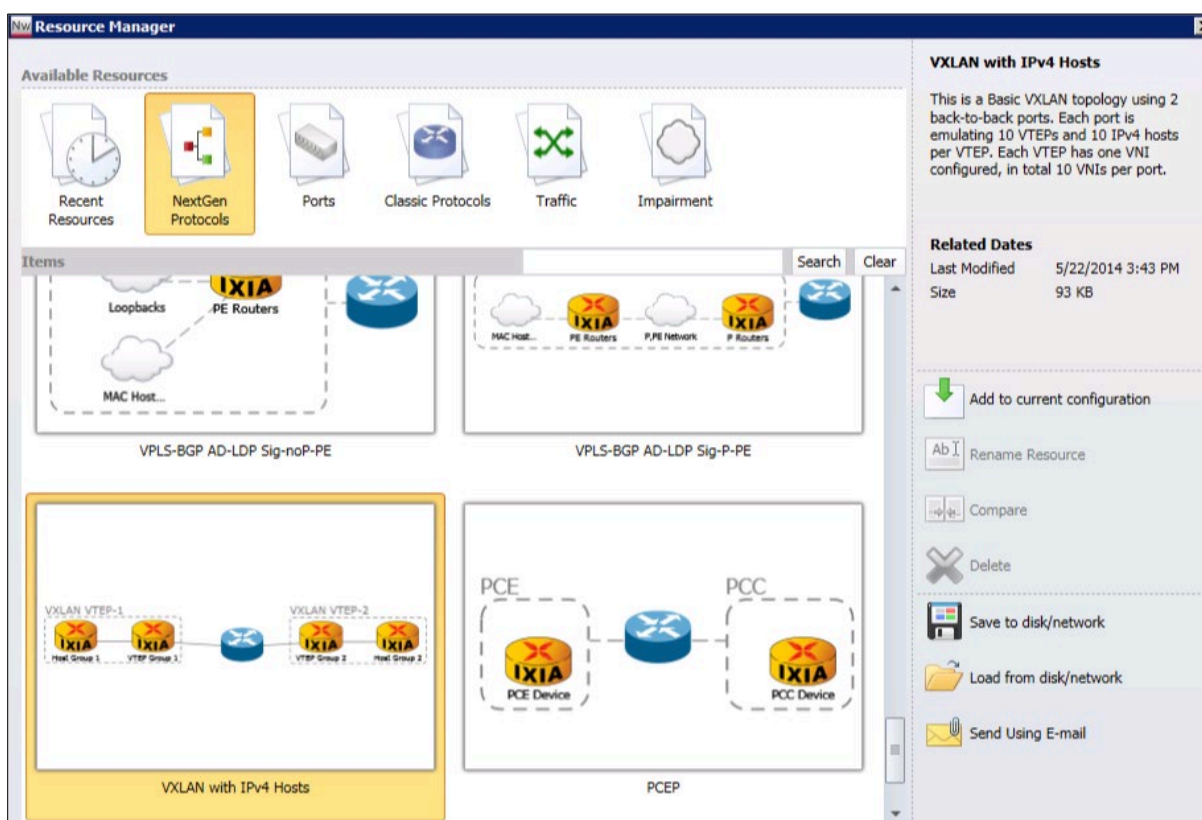 Nw Resource Manager
Available Resources
Recent
Resources
NextGen
Protocols
Ports
Classic Protocols
Traffic
Impairment
Items
Search
Clear
Loopbacks
IXIA
PE Routers
MAC Host...
VPLS-BGP AD-LDP Sig-noP-PE
MAC Host...
IXIA
PE Routers
P,PE Network
IXIA
P Routers
VPLS-BGP AD-LDP Sig-P-PE
VXLAN VTEP-1
IXIA
Host Group 1
IXIA
VTEP Group 1
VXLAN VTEP-2
IXIA
VTEP Group 2
IXIA
Host Group 2
VXLAN with IPv4 Hosts
PCE
IXIA
PCE Device
PCC
IXIA
PCC Device
PCEP
VXLAN with IPv4 Hosts
This is a Basic VXLAN topology using 2
back-to-back ports. Each port is
emulating 10 VTEPs and 10 IPv4 hosts
per VTEP. Each VTEP has one VNI
configured, in total 10 VNIs per port.
Related Dates
Last Modified 5/22/2014 3:43 PM
Size 93 KB
Add to current configuration
Ab Rename Resource
Compare
Delete
Save to disk/network
Load from disk/network
Send Using E-mail